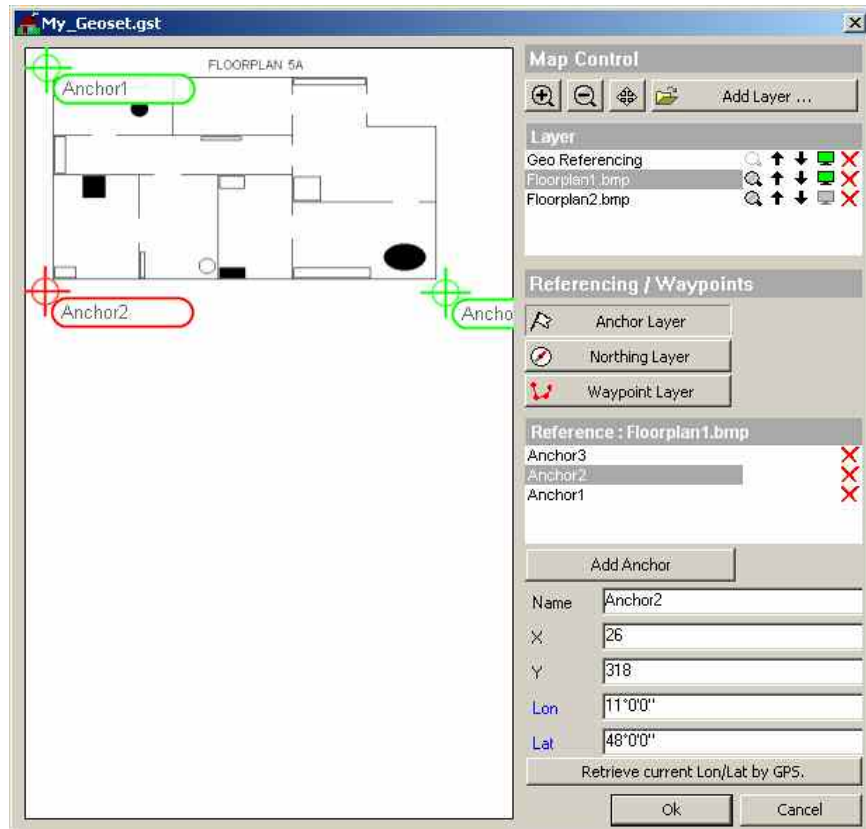 My_Geoset.gst
FLOORPLAN 5A
Anchor1
Anchor2
Ancho
Map Control
Add Layer ...
Layer
Geo Referencing
Floorplan1.bmp
Floorplan2.bmp
Referencing / Waypoints
Anchor Layer
Northing Layer
Waypoint Layer
Reference : Floorplan1.bmp
Anchor3
Anchor2
Anchor1
Add Anchor
Name Anchor2
X 26
Y 318
Lon 11°0'0"
Lat 48°0'0"
Retrieve current Lon/Lat by GPS.
Ok Cancel